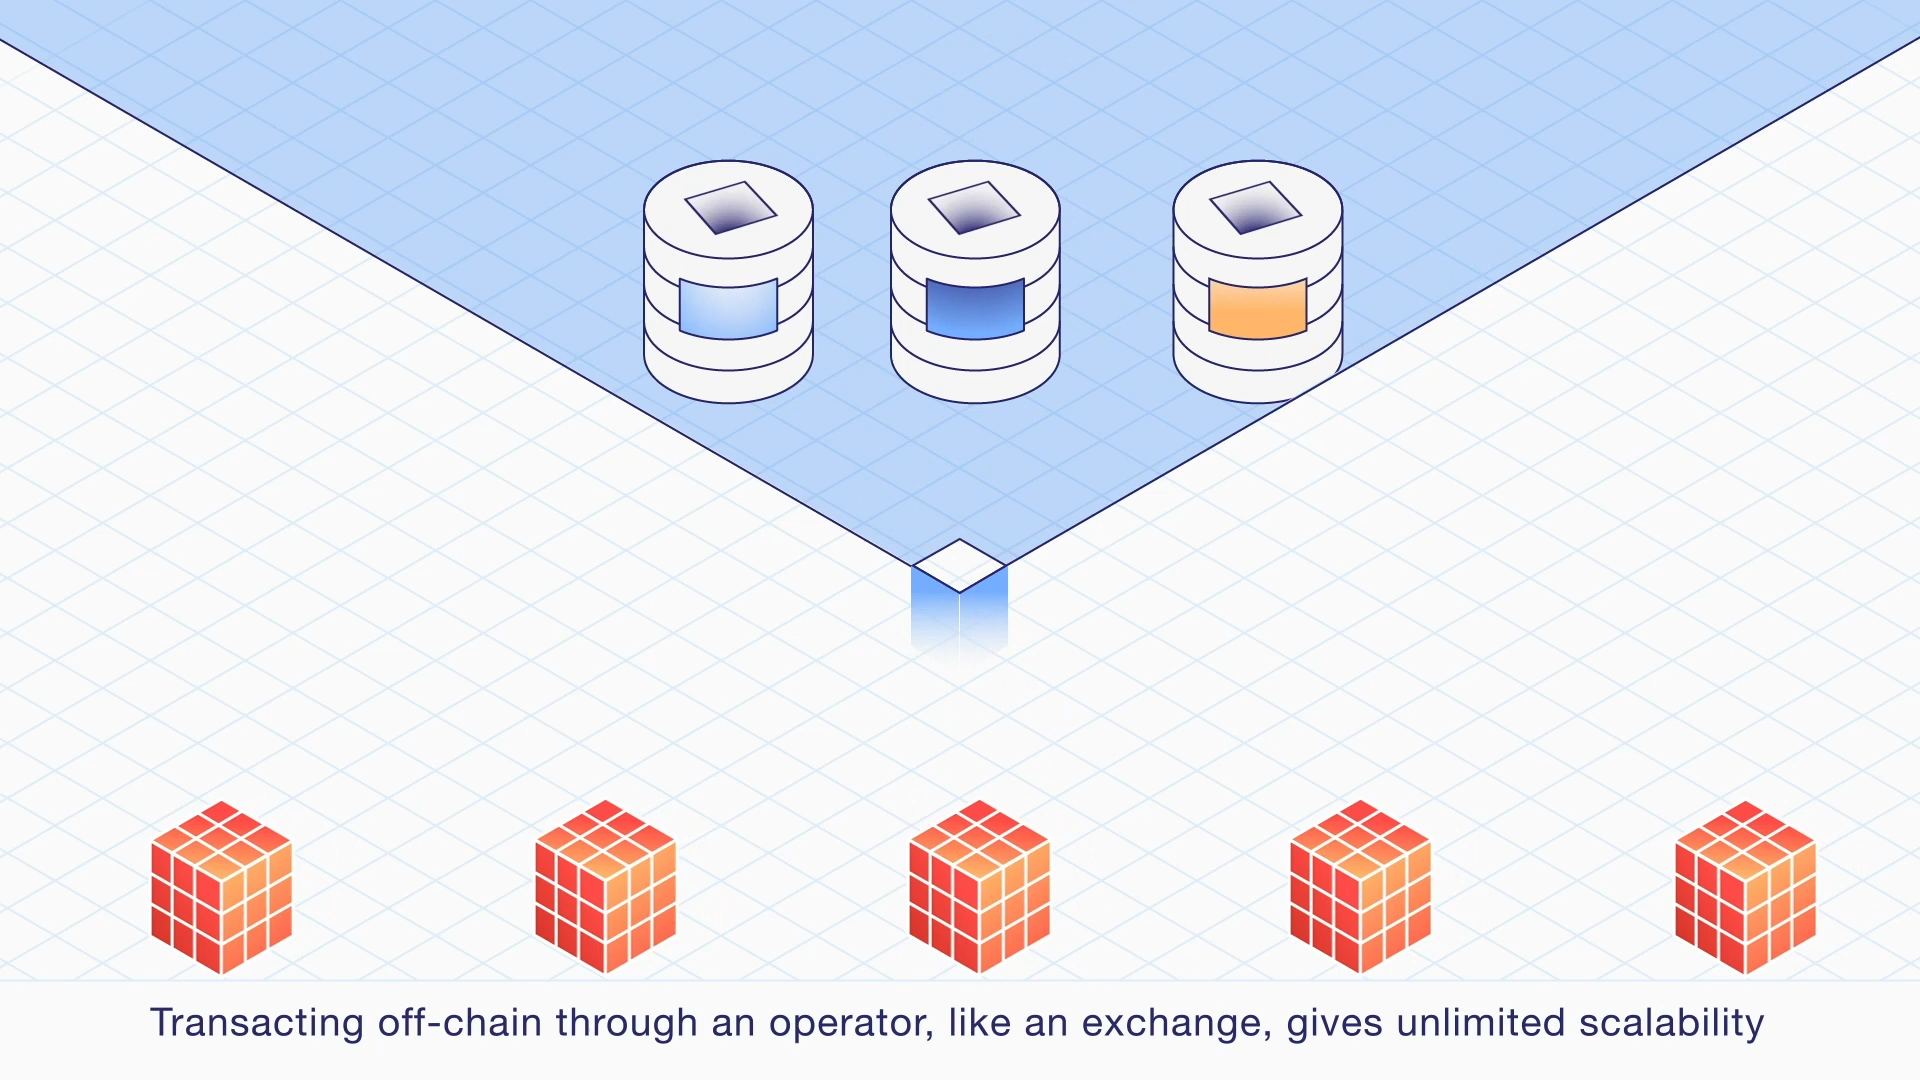 Transacting off-chain through an operator, like an exchange, gives unlimited scalability